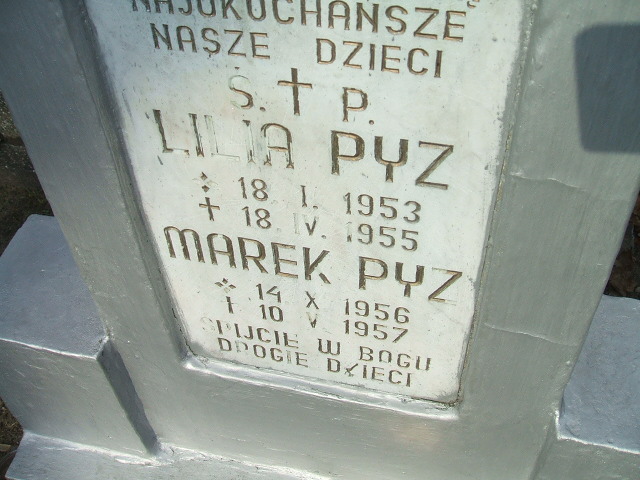 NAJUKOCHAŃSZE
NASZE DZIECI
S. † P.
LILIA PYZ
18 I. 1953
† 18 IV. 1955
MAREK PYZ
14 X 1956
† 10 V 1957
ŚPIJCIE W BOGU
DROGIE DZIECI